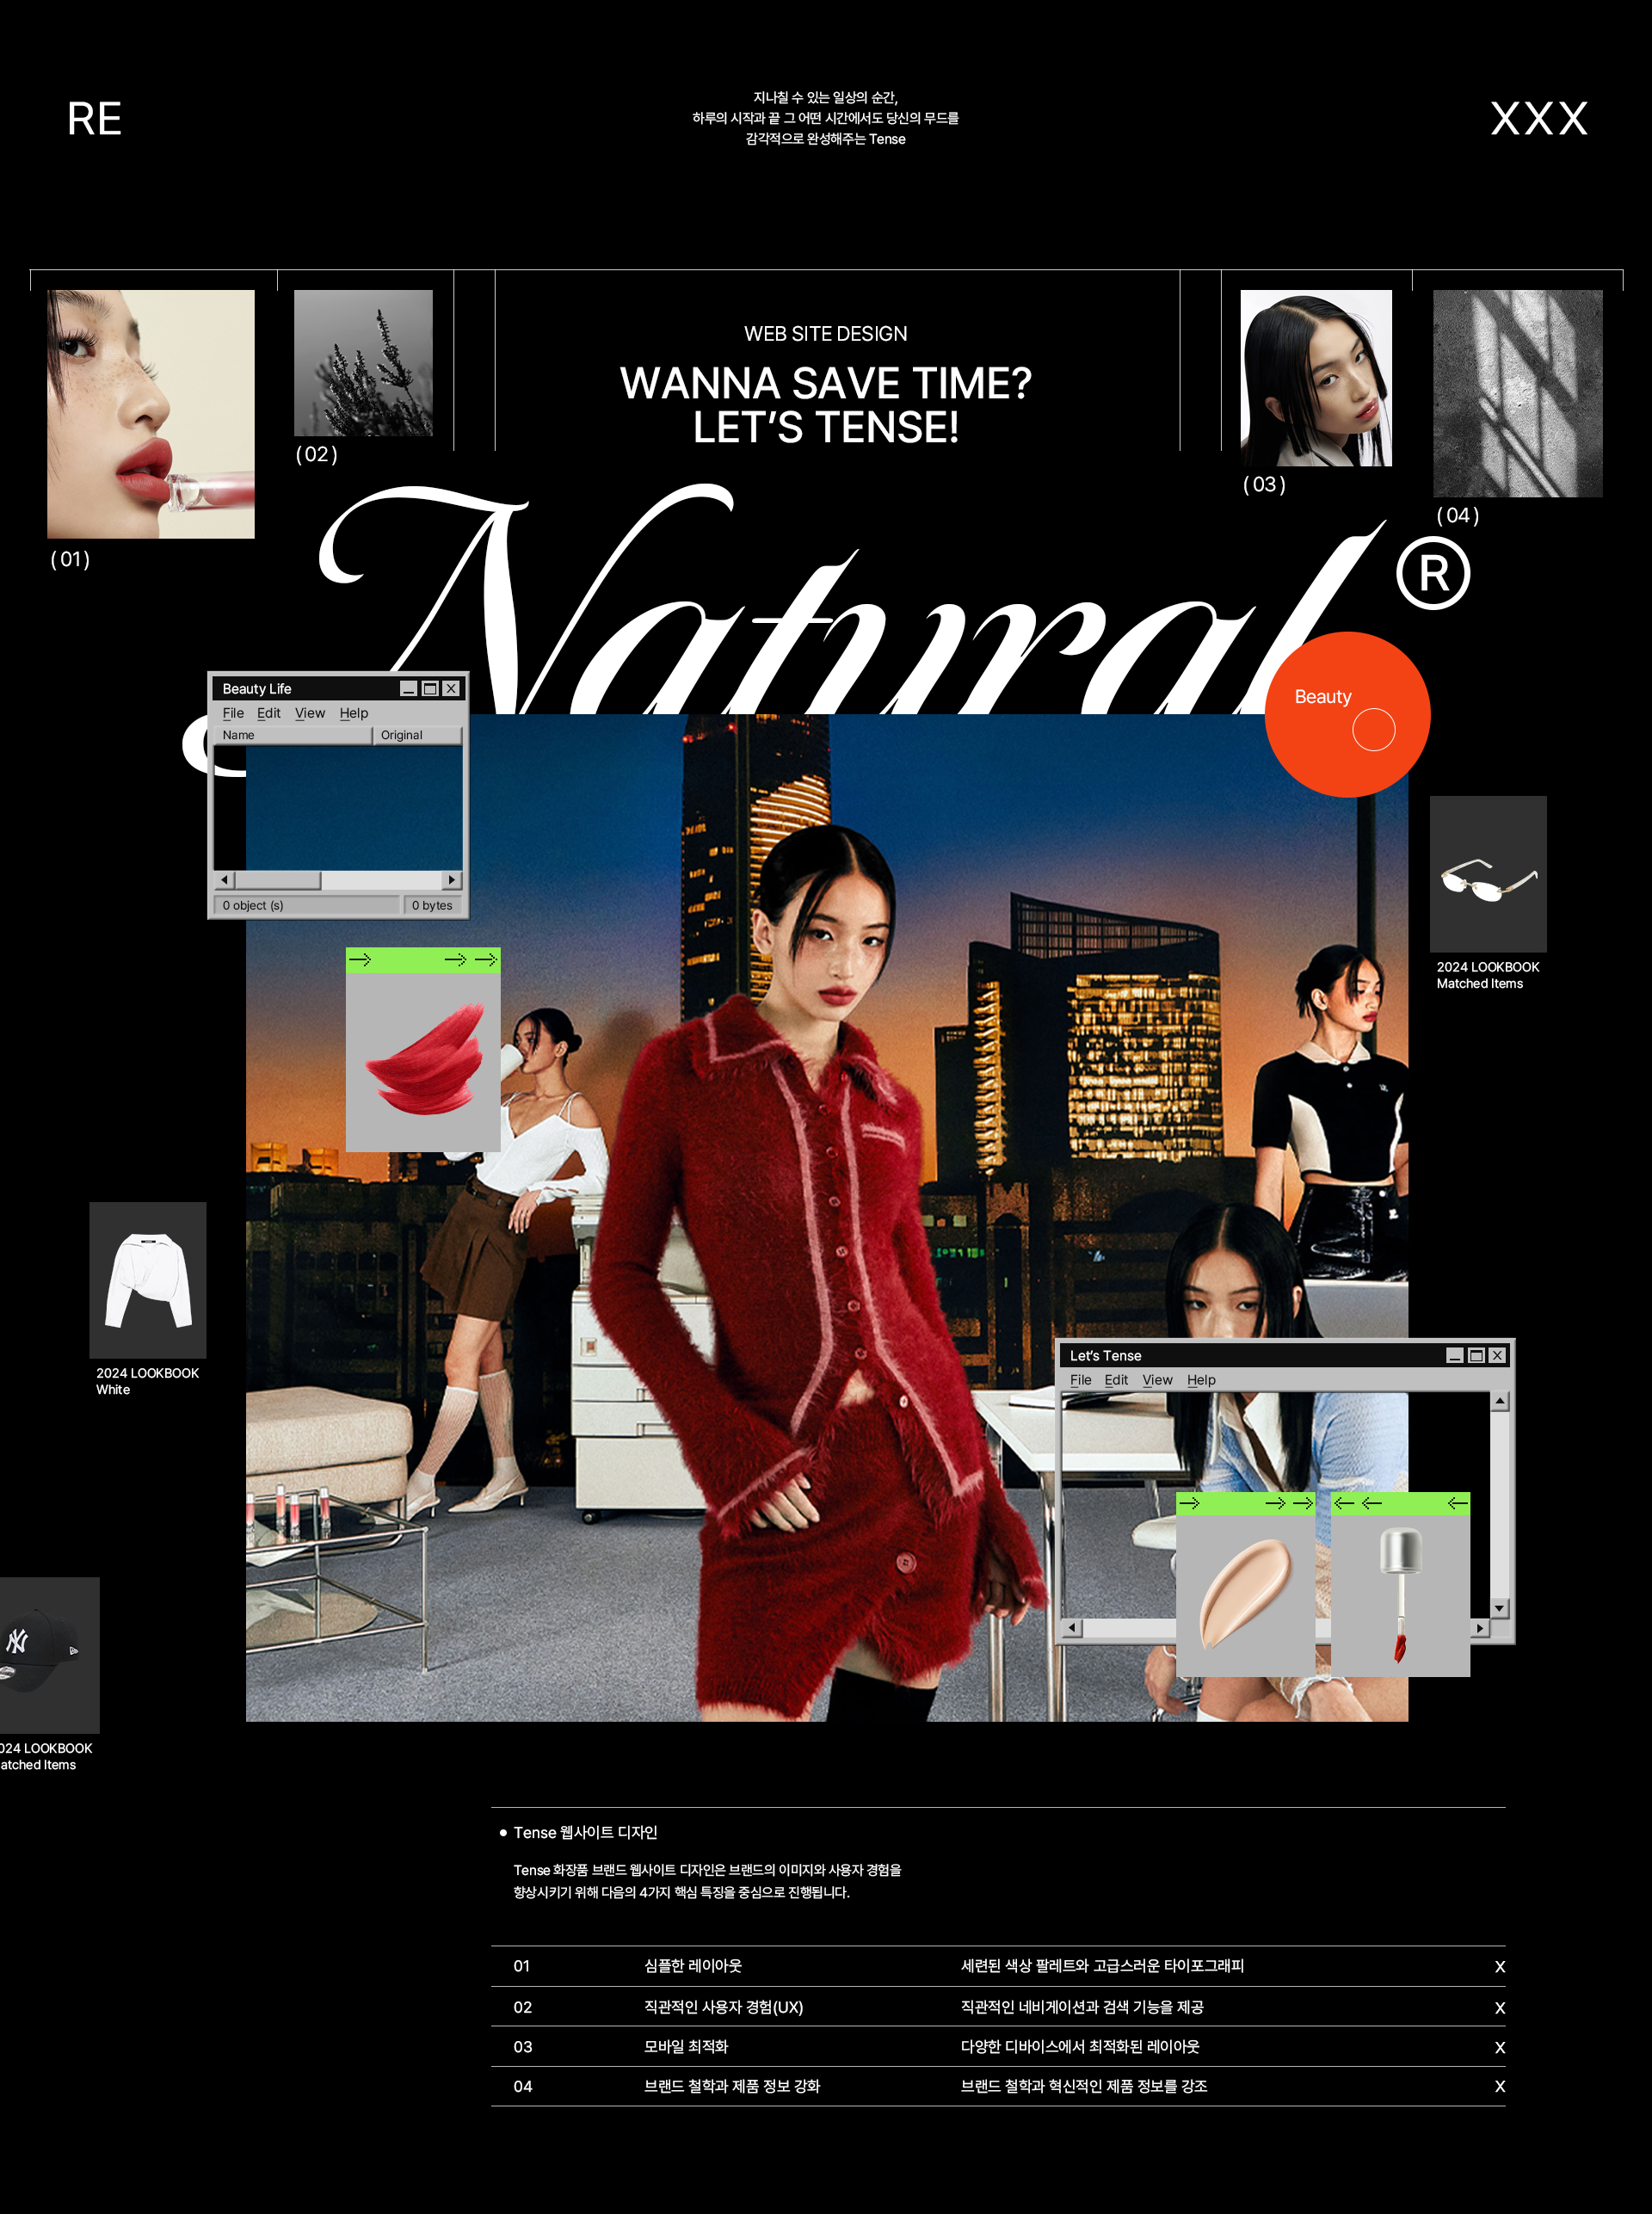 RE
지나칠 수 있는 일상의 순간,
하루의 시작과 끝 그 어떤 시간에서도 당신의 무드를
감각적으로 완성해주는 Tense
XXX
WEB SITE DESIGN
WANNA SAVE TIME?
LET'S TENSE!
(01)
(02)
(03)
(04)
Natural
®
Beauty Life
File Edit View Help
Name Original
0 object (s) 0 bytes
Beauty
2024 LOOKBOOK
Matched Items
2024 LOOKBOOK
White
Let's Tense
File Edit View Help
NY
024 LOOKBOOK
atched Items
• Tense 웹사이트 디자인
Tense 화장품 브랜드 웹사이트 디자인은 브랜드의 이미지와 사용자 경험을
향상시키기 위해 다음의 4가지 핵심 특징을 중심으로 진행됩니다.
01 심플한 레이아웃 세련된 색상 팔레트와 고급스러운 타이포그래피 X
02 직관적인 사용자 경험(UX) 직관적인 네비게이션과 검색 기능을 제공 X
03 모바일 최적화 다양한 디바이스에서 최적화된 레이아웃 X
04 브랜드 철학과 제품 정보 강화 브랜드 철학과 혁신적인 제품 정보를 강조 X